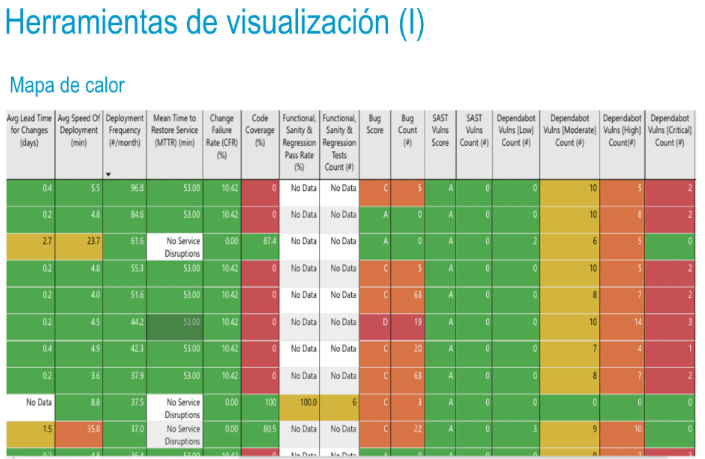 Herramientas de visualización (I)
Mapa de calor
Avg Lead Time for Changes (days) Avg Speed Of Deployment (min) Deployment Frequency (#/month) Mean Time to Restore Service (MTTR) (min) Change Failure Rate (CFR) (%) Code Coverage (%) Functional, Sanity & Regression Pass Rate (%) Functional, Sanity & Regression Tests Count (#) Bug Score Bug Count (#) SAST Vulns Score SAST Vulns Count (#) Dependabot Vulns [Low] Count (#) Dependabot Vulns [Moderate] Count (#) Dependabot Vulns [High] Count(#) Dependabot Vulns [Critical] Count (#)
0.4 5.5 96.8 53.00 10.42 0 No Data No Data C 5 A 0 0 10 5 2
0.2 4.8 84.6 53.00 10.42 0 No Data No Data A 0 A 0 0 10 8 2
2.7 23.7 61.6 No Service Disruptions 0.00 87.4 No Data No Data A 0 A 0 2 6 5 0
0.2 4.8 55.3 53.00 10.42 0 No Data No Data C 5 A 0 0 10 5 2
0.2 4.0 51.6 53.00 10.42 0 No Data No Data C 63 A 0 0 8 7 2
0.2 4.5 44.2 53.00 10.42 0 No Data No Data D 19 A 0 0 10 14 3
0.4 4.9 42.3 53.00 10.42 0 No Data No Data C 20 A 0 0 7 4 1
0.2 3.6 37.9 53.00 10.42 0 No Data No Data C 63 A 0 0 8 7 2
No Data 8.8 37.5 No Service Disruptions 0.00 100 100.0 6 C 3 A 0 0 0 0 0
1.5 35.8 37.0 No Service Disruptions 0.00 80.5 No Data No Data C 22 A 0 3 9 10 0